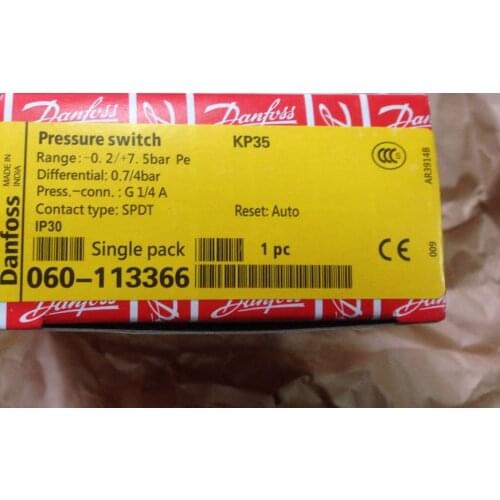 Danfoss Danfoss
Pressure switch KP35
Range: -0. 2/+7. 5bar Pe
Differential: 0.7/4bar
Press.-conn. : G 1/4 A
Contact type: SPDT Reset: Auto
IP30
Single pack 1 pc
060-113366
Danfoss
MADE IN
INDIA
CCC
AR3914B
CE
009
Danfoss Danfoss